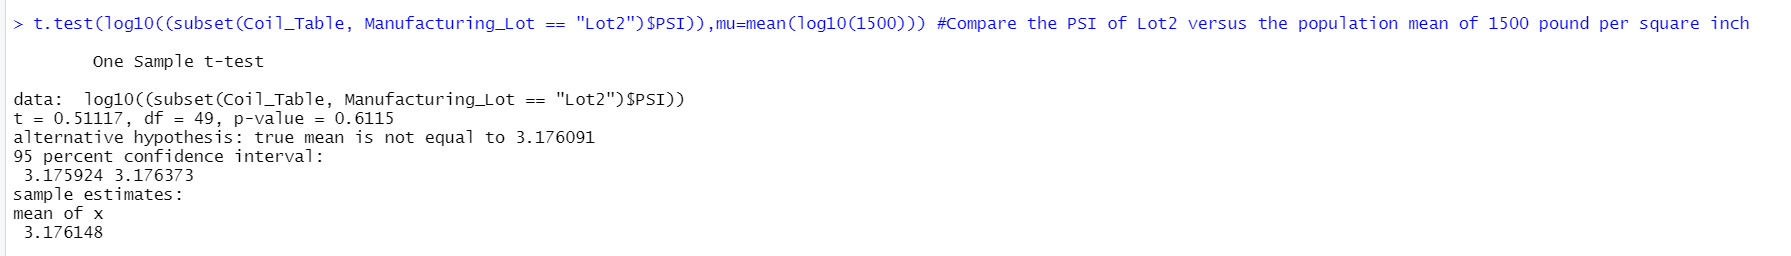 > t.test(log10((subset(Coil_Table, Manufacturing_Lot == "Lot2")$PSI)),mu=mean(log10(1500))) #Compare the PSI of Lot2 versus the population mean of 1500 pound per square inch
One Sample t-test
data:  log10((subset(Coil_Table, Manufacturing_Lot == "Lot2")$PSI))
t = 0.51117, df = 49, p-value = 0.6115
alternative hypothesis: true mean is not equal to 3.176091
95 percent confidence interval:
3.175924 3.176373
sample estimates:
mean of x
3.176148